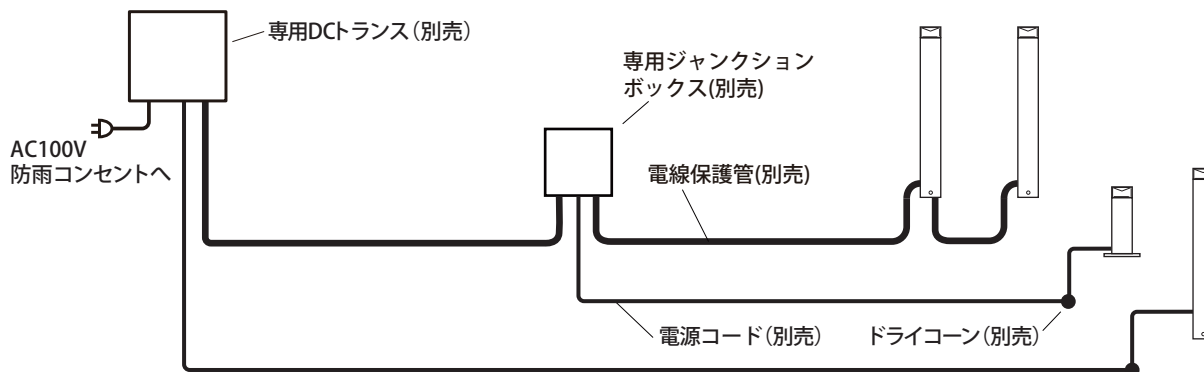 専用DCトランス（別売）
専用ジャンクション
ボックス(別売)
AC100V
防雨コンセントへ
電線保護管(別売)
電源コード（別売）
ドライコーン（別売）